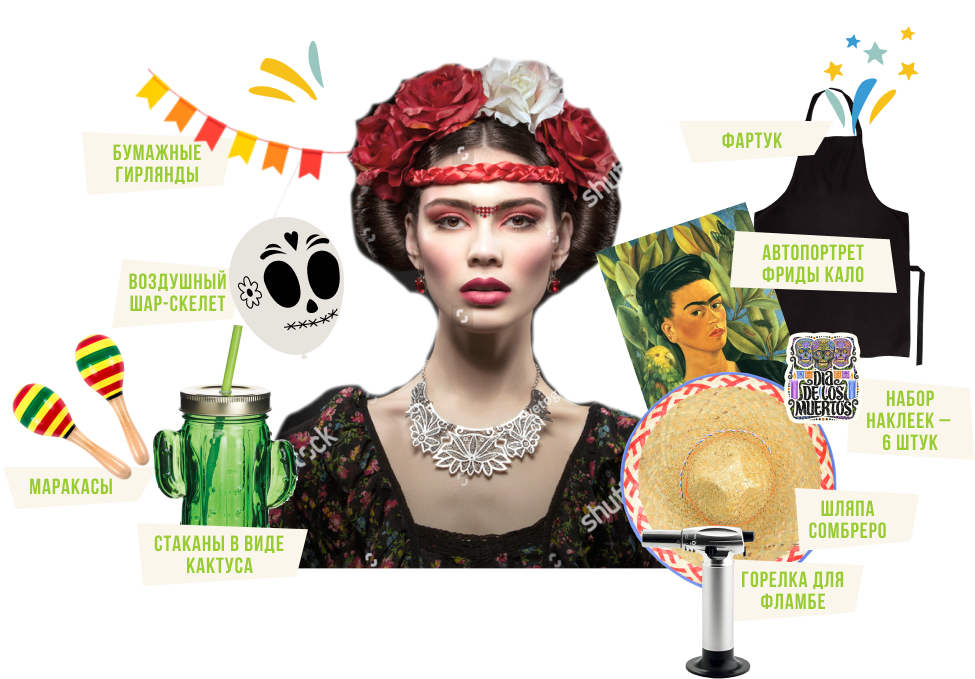 БУМАЖНЫЕ
ГИРЛЯНДЫ
ФАРТУК
ВОЗДУШНЫЙ
ШАР-СКЕЛЕТ
АВТОПОРТРЕТ
ФРИДЫ КАЛО
DIA
DE LOS
MUERTOS
НАБОР
НАКЛЕЕК –
6 ШТУК
МАРАКАСЫ
ШЛЯПА
СОМБРЕРО
СТАКАНЫ В ВИДЕ
КАКТУСА
ГОРЕЛКА ДЛЯ
ФЛАМБЕ